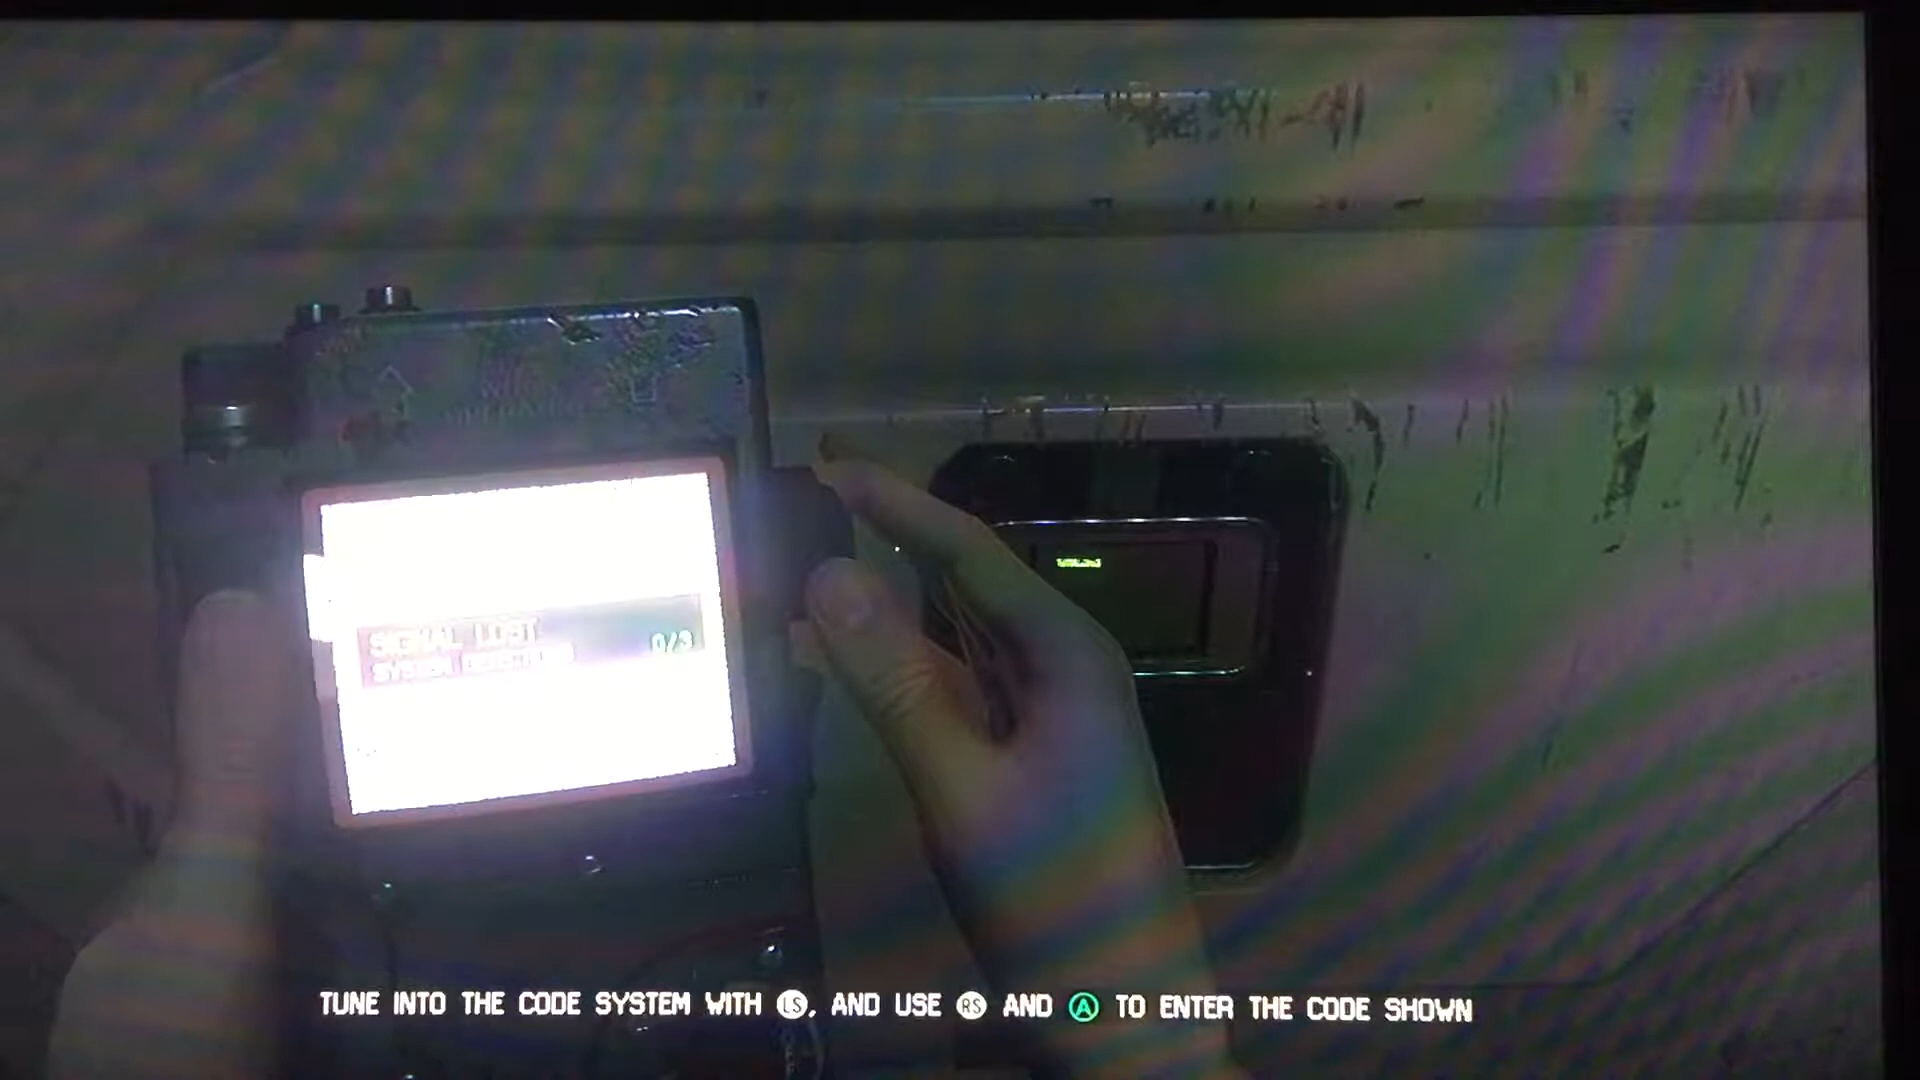 SIGNAL LOST
0/3
TUNE INTO THE CODE SYSTEM WITH LS, AND USE RS AND A TO ENTER THE CODE SHOWN